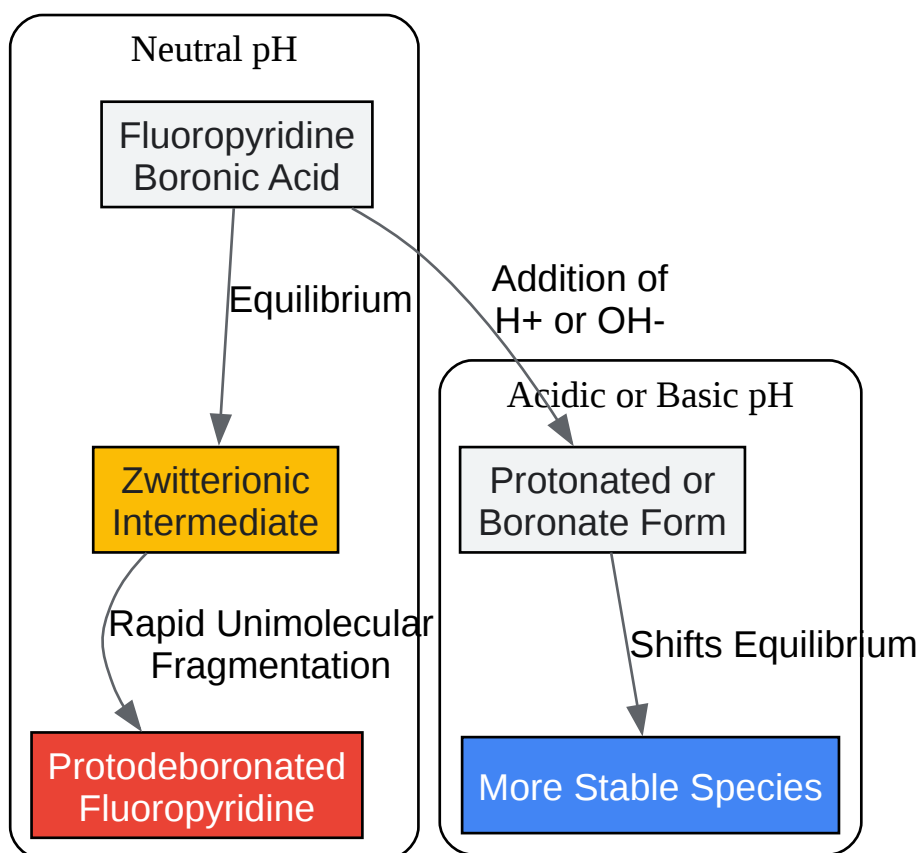 Neutral pH
Fluoropyridine
Boronic Acid
Equilibrium
Addition of
H+ or OH-
Acidic or Basic pH
Zwitterionic
Intermediate
Protonated or
Boronate Form
Rapid Unimolecular
Fragmentation
Shifts Equilibrium
Protodeboronated
Fluoropyridine
More Stable Species